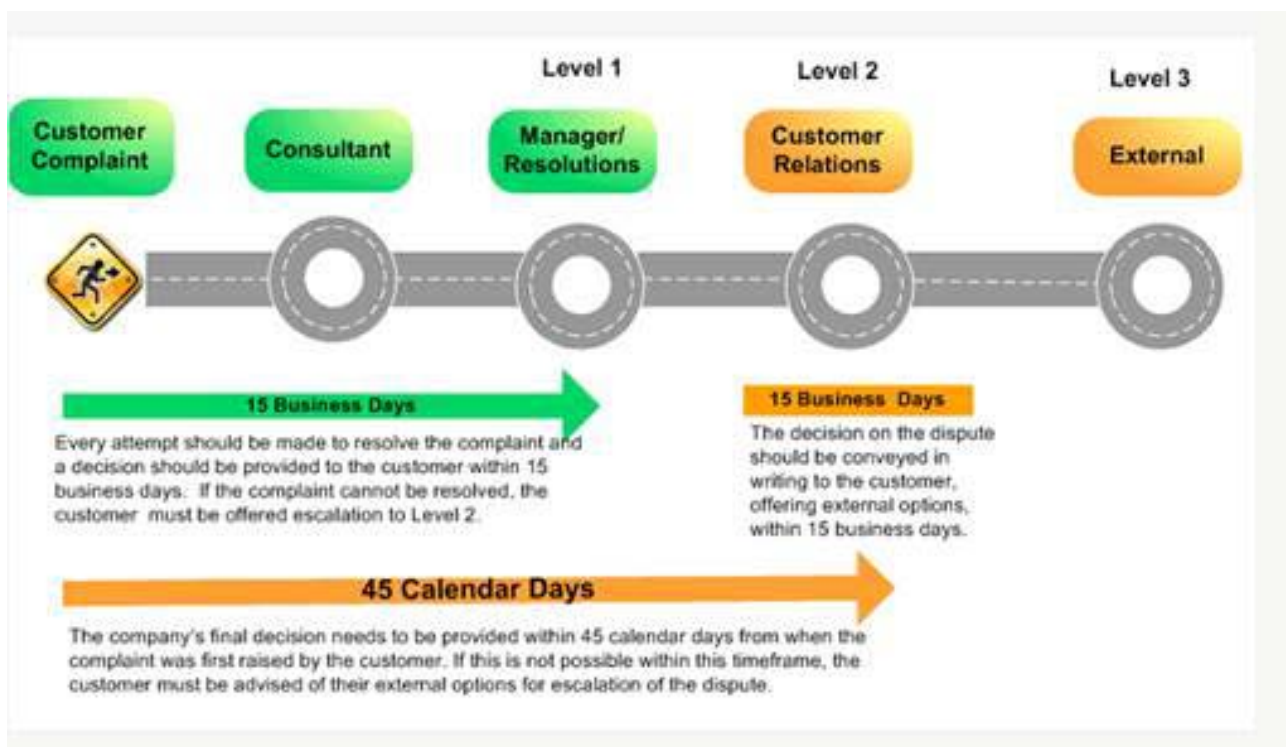 Level 1
Level 2
Level 3
Customer
Complaint
Consultant
Manager/
Resolutions
Customer
Relations
External
15 Business Days
Every attempt should be made to resolve the complaint and
a decision should be provided to the customer within 15
business days. If the complaint cannot be resolved, the
customer must be offered escalation to Level 2.
15 Business Days
The decision on the dispute
should be conveyed in
writing to the customer,
offering external options,
within 15 business days.
45 Calendar Days
The company's final decision needs to be provided within 45 calendar days from when the
complaint was first raised by the customer. If this is not possible within this timeframe, the
customer must be advised of their external options for escalation of the dispute.